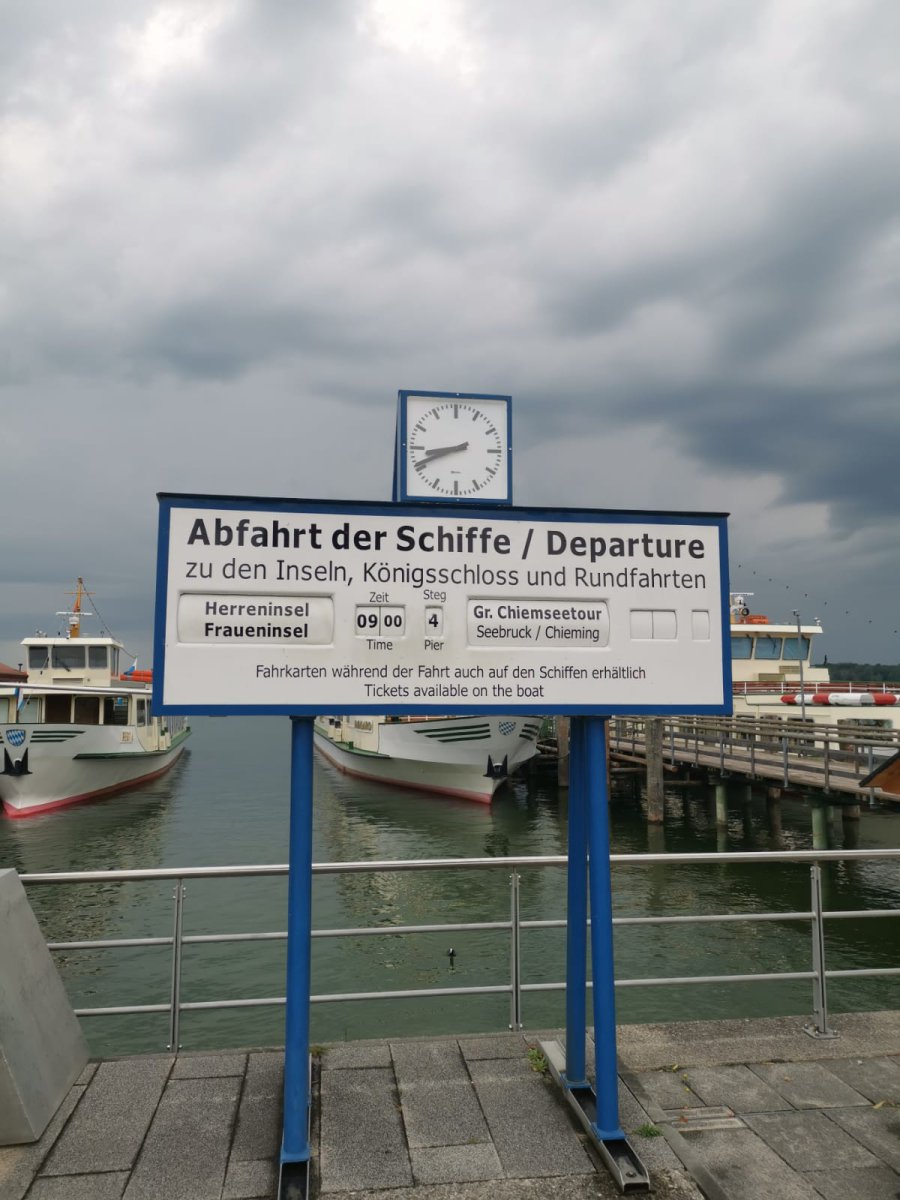 Abfahrt der Schiffe / Departure
zu den Inseln, Königsschloss und Rundfahrten
Herreninsel
Fraueninsel
Zeit
09 00
Time
Steg
4
Pier
Gr. Chiemseetour
Seebruck / Chieming
Fahrkarten während der Fahrt auch auf den Schiffen erhältlich
Tickets available on the boat